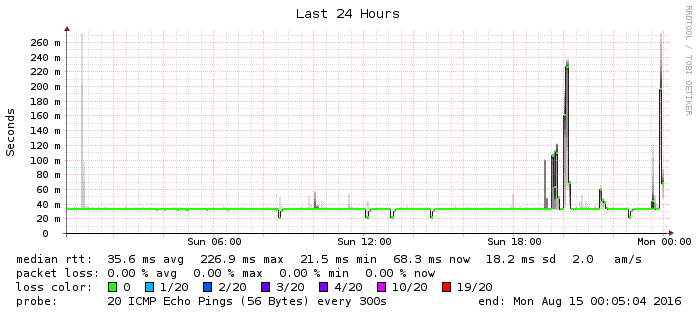 Last 24 Hours
RRDTOOL / TOBI OETIKER
Seconds
260 m
240 m
220 m
200 m
180 m
160 m
140 m
120 m
100 m
80 m
60 m
40 m
20 m
0
Sun 06:00 Sun 12:00 Sun 18:00 Mon 00:00
median rtt: 35.6 ms avg 226.9 ms max 21.5 ms min 68.3 ms now 18.2 ms sd 2.0 am/s
packet loss: 0.00 % avg 0.00 % max 0.00 % min 0.00 % now
loss color: 0 1/20 2/20 3/20 4/20 10/20 19/20
probe: 20 ICMP Echo Pings (56 Bytes) every 300s end: Mon Aug 15 00:05:04 2016